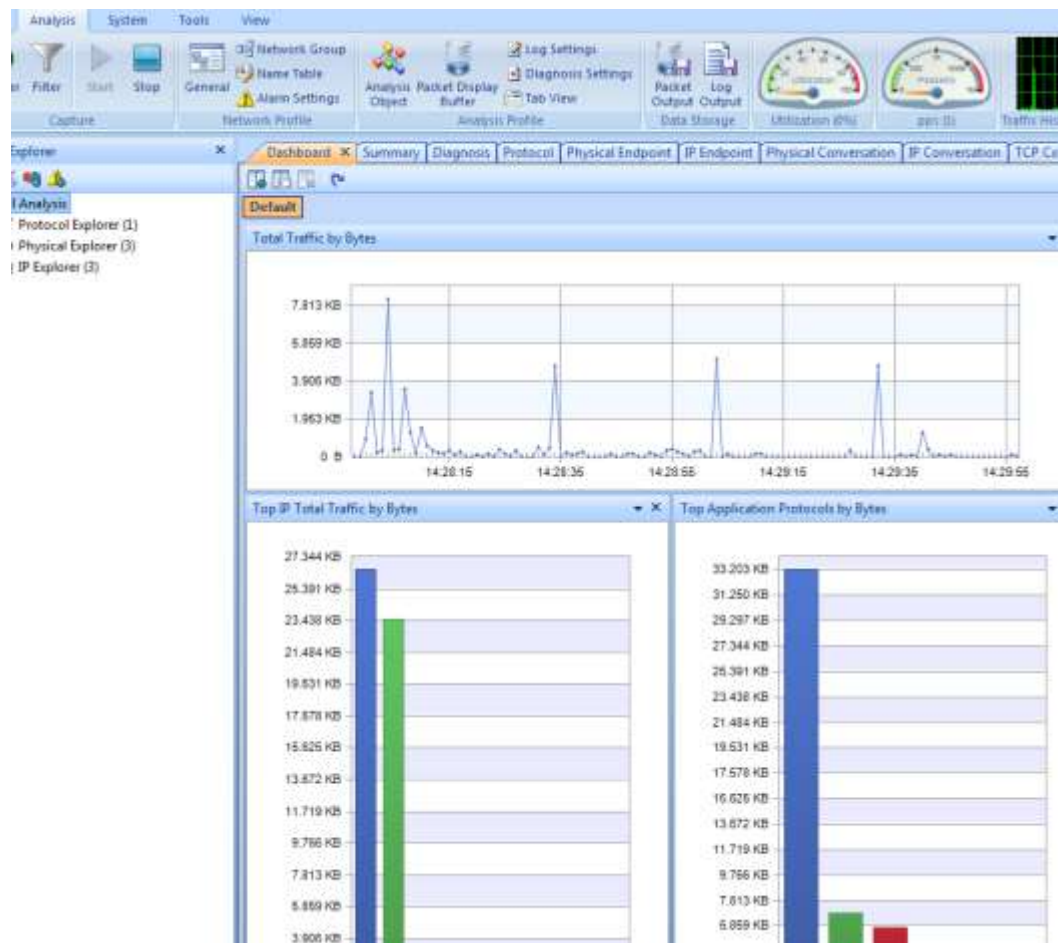 Analysis System Tools View
Filter Start Stop
Capture
General
Network Group
Name Table
Alarm Settings
Network Profile
Analysis Object
Packet Display Buffer
Log Settings
Diagnosis Settings
Tab View
Analysis Profile
Packet Output
Log Output
Data Storage
Utilization (0%)
pps (0)
Explorer
Analysis
Protocol Explorer (1)
Physical Explorer (3)
IP Explorer (3)
Dashboard Summary Diagnosis Protocol Physical Endpoint IP Endpoint Physical Conversation IP Conversation TCP
Default
Total Traffic by Bytes
7.813 KB
5.859 KB
3.906 KB
1.953 KB
0 B
14:28:15 14:28:35 14:28:55 14:29:15 14:29:35 14:29:55
Top IP Total Traffic by Bytes
27.344 KB
25.391 KB
23.438 KB
21.484 KB
19.531 KB
17.578 KB
15.625 KB
13.672 KB
11.719 KB
9.766 KB
7.813 KB
5.859 KB
3.906 KB
Top Application Protocols by Bytes
33.203 KB
31.250 KB
29.297 KB
27.344 KB
25.391 KB
23.438 KB
21.484 KB
19.531 KB
17.578 KB
15.625 KB
13.672 KB
11.719 KB
9.766 KB
7.813 KB
5.859 KB